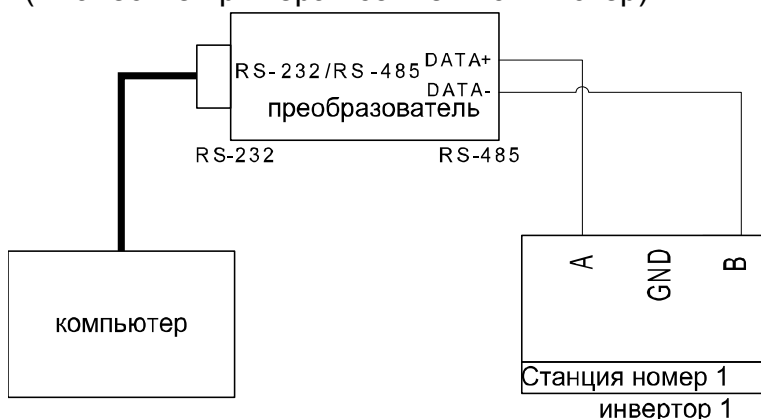 RS-232/RS-485
DATA+
DATA-
преобразователь
RS-232
RS-485
компьютер
A
GND
B
Станция номер 1
инвертор 1